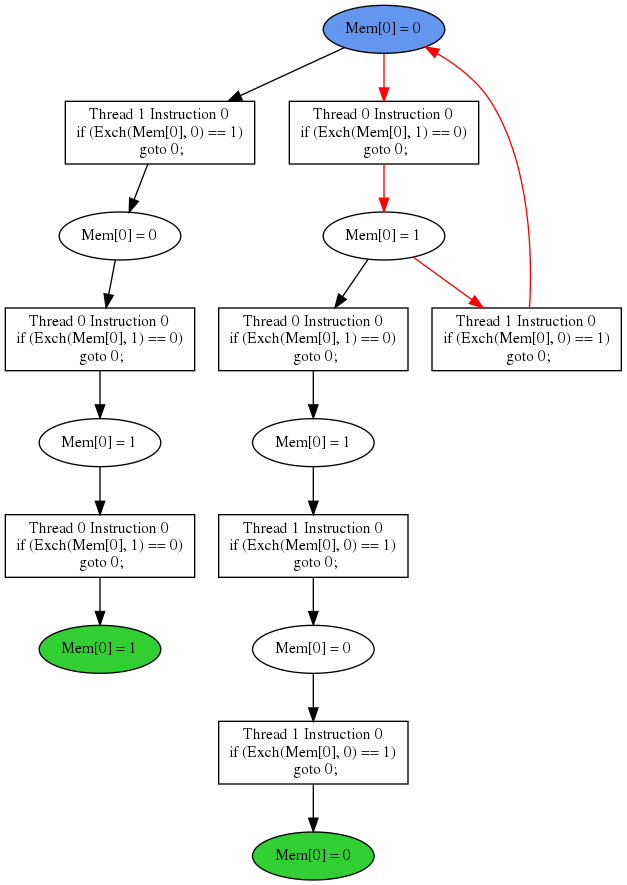 Mem[0] = 0
Thread 1 Instruction 0
if (Exch(Mem[0], 0) == 1)
goto 0;
Thread 0 Instruction 0
if (Exch(Mem[0], 1) == 0)
goto 0;
Mem[0] = 0
Mem[0] = 1
Thread 0 Instruction 0
if (Exch(Mem[0], 1) == 0)
goto 0;
Thread 0 Instruction 0
if (Exch(Mem[0], 1) == 0)
goto 0;
Thread 1 Instruction 0
if (Exch(Mem[0], 0) == 1)
goto 0;
Mem[0] = 1
Mem[0] = 1
Thread 0 Instruction 0
if (Exch(Mem[0], 1) == 0)
goto 0;
Thread 1 Instruction 0
if (Exch(Mem[0], 0) == 1)
goto 0;
Mem[0] = 1
Mem[0] = 0
Thread 1 Instruction 0
if (Exch(Mem[0], 0) == 1)
goto 0;
Mem[0] = 0